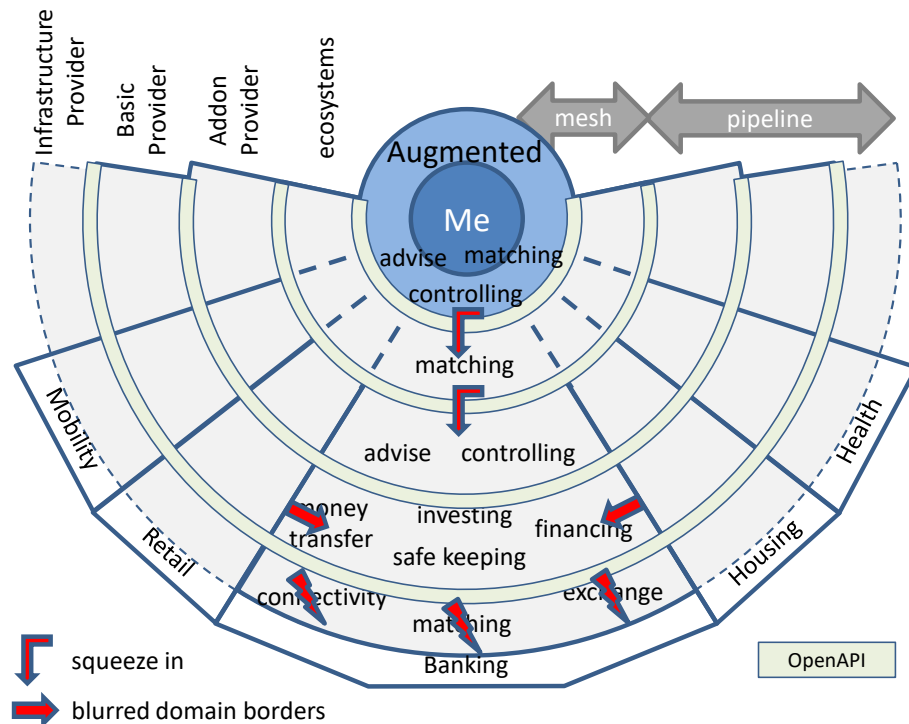 Infrastructure
Provider
Basic
Provider
Addon
Provider
ecosystems
mesh
pipeline
Augmented
Me
advise
matching
controlling
matching
advise
controlling
money
transfer
investing
safe keeping
financing
connectivity
matching
exchange
Mobility
Retail
Banking
Housing
Health
squeeze in
blurred domain borders
OpenAPI